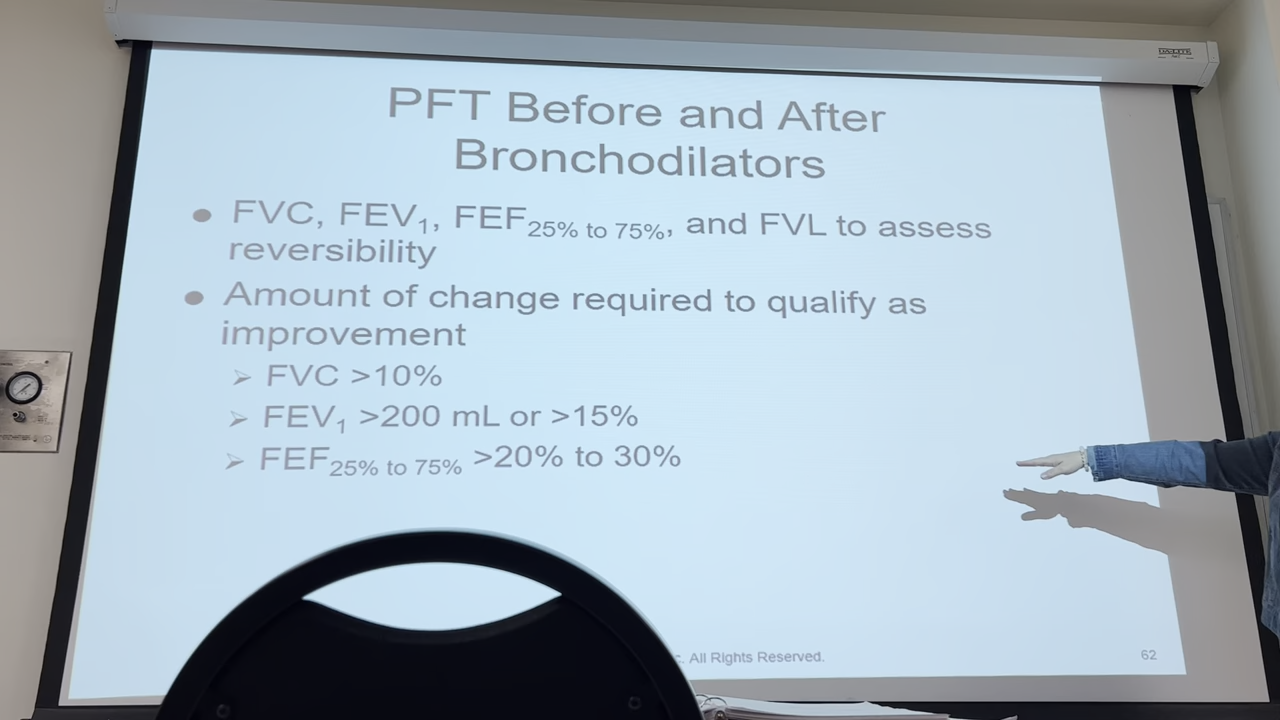 PFT Before and After
Bronchodilators
● FVC, FEV₁, FEF₂₅% to ₇₅%, and FVL to assess
reversibility
● Amount of change required to qualify as
improvement
➢ FVC >10%
➢ FEV₁ >200 mL or >15%
➢ FEF₂₅% to ₇₅% >20% to 30%
All Rights Reserved.
62